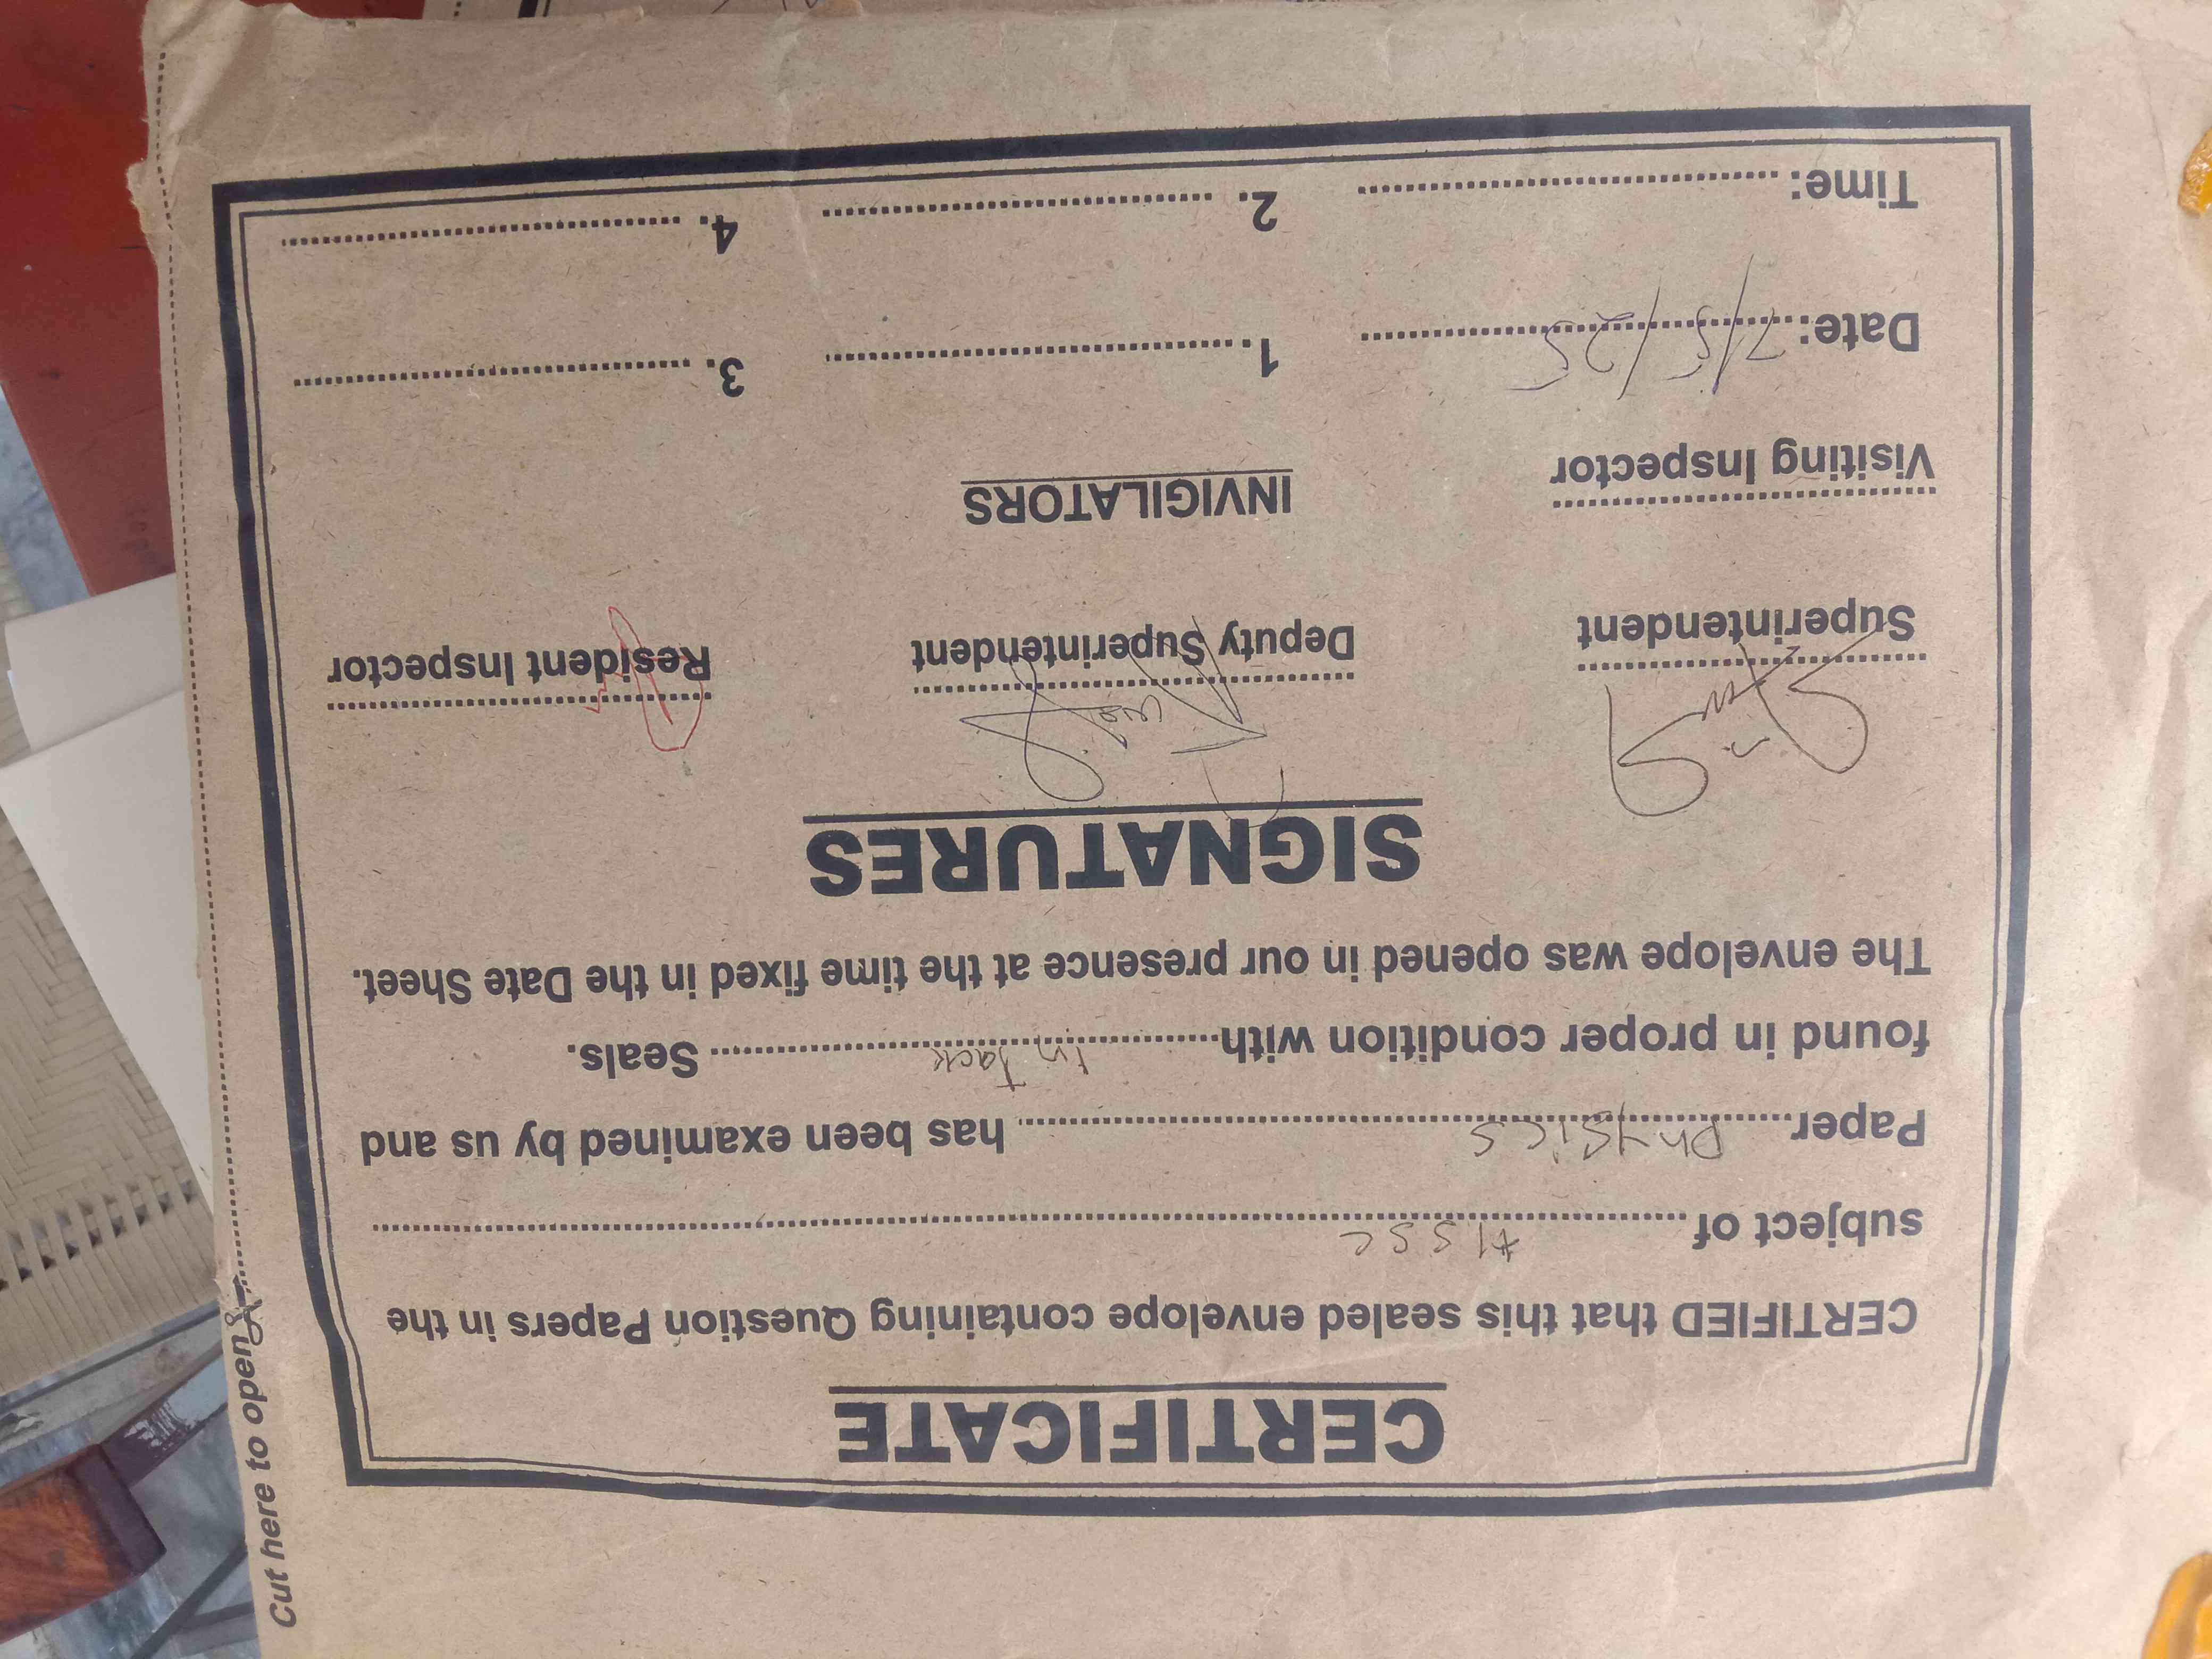 CERTIFICATE
CERTIFIED that this sealed envelope containing Question Papers in the
subject of ........ HSSC ........
Paper ........ Physics ........ has been examined by us and
found in proper condition with ........ in tack ........ Seals.
The envelope was opened in our presence at the time fixed in the Date Sheet.
SIGNATURES
Superintendent Deputy Superintendent Resident Inspector
Visiting Inspector INVIGILATORS
Date: 7/5/25 1. ........ 3. ........
Time: ........ 2. ........ 4. ........
Cut here to open